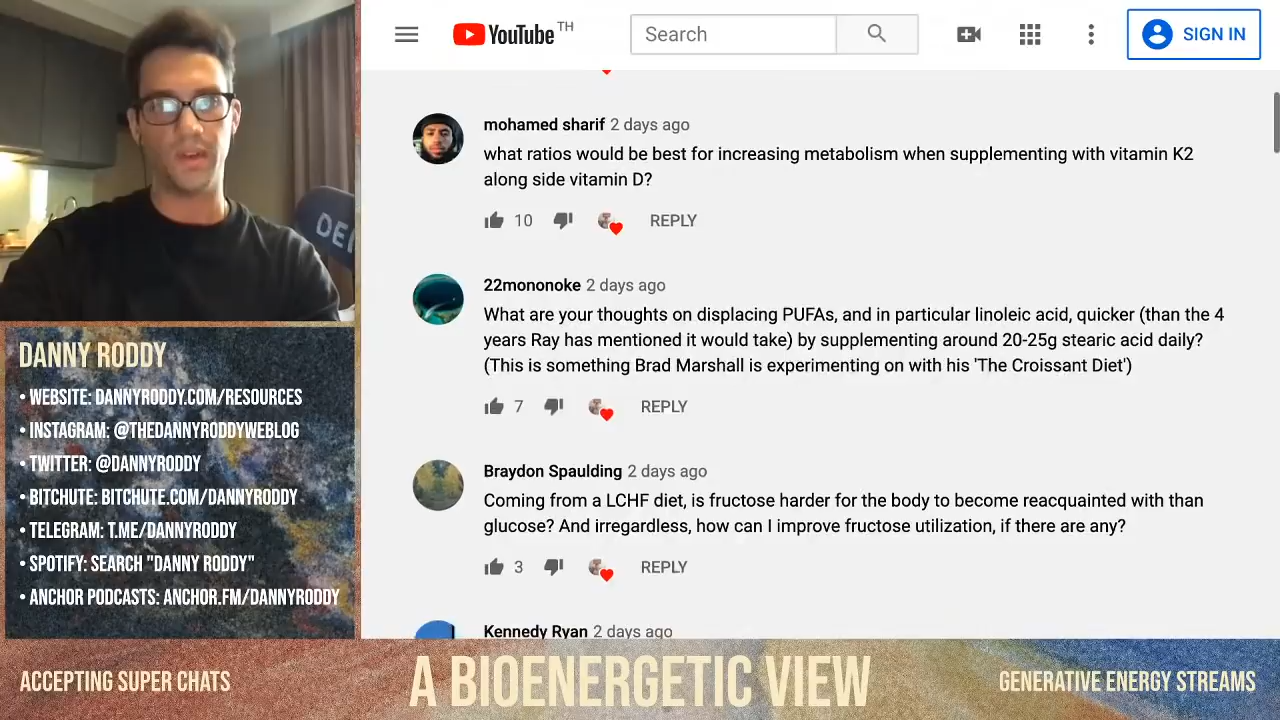 YouTube TH
Search
SIGN IN
mohamed sharif 2 days ago
what ratios would be best for increasing metabolism when supplementing with vitamin K2
along side vitamin D?
10 REPLY
22mononoke 2 days ago
What are your thoughts on displacing PUFAs, and in particular linoleic acid, quicker (than the 4
years Ray has mentioned it would take) by supplementing around 20-25g stearic acid daily?
(This is something Brad Marshall is experimenting on with his 'The Croissant Diet')
7 REPLY
Braydon Spaulding 2 days ago
Coming from a LCHF diet, is fructose harder for the body to become reacquainted with than
glucose? And irregardless, how can I improve fructose utilization, if there are any?
3 REPLY
Kennedy Ryan 2 days ago
DANNY RODDY
• WEBSITE: DANNYRODDY.COM/RESOURCES
• INSTAGRAM: @THEDANNYRODDYWEBLOG
• TWITTER: @DANNYRODDY
• BITCHUTE: BITCHUTE.COM/DANNYRODDY
• TELEGRAM: T.ME/DANNYRODDY
• SPOTIFY: SEARCH "DANNY RODDY"
• ANCHOR PODCASTS: ANCHOR.FM/DANNYRODDY
ACCEPTING SUPER CHATS
A BIOENERGETIC VIEW
GENERATIVE ENERGY STREAMS